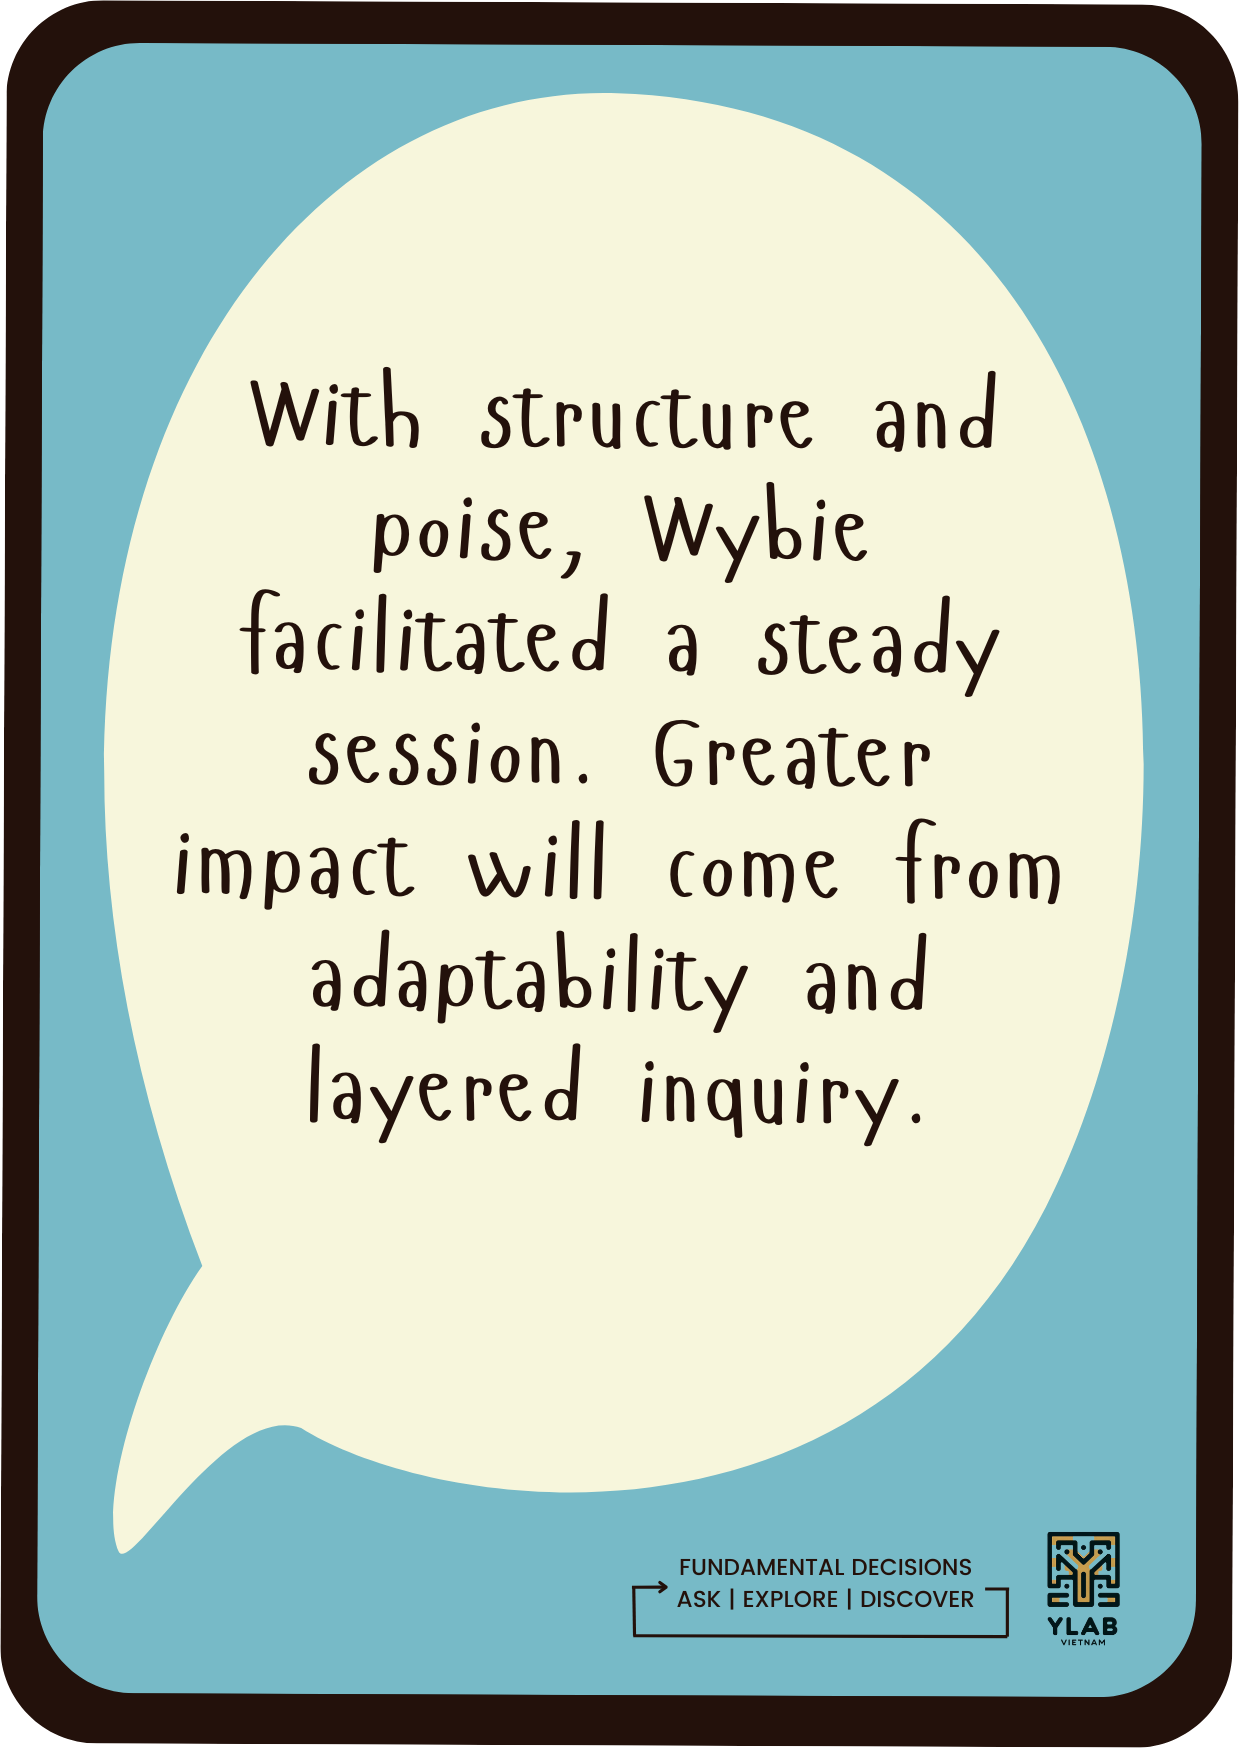 With structure and
poise, Wybie
facilitated a steady
session. Greater
impact will come from
adaptability and
layered inquiry.
FUNDAMENTAL DECISIONS
ASK | EXPLORE | DISCOVER
YLAB
VIETNAM